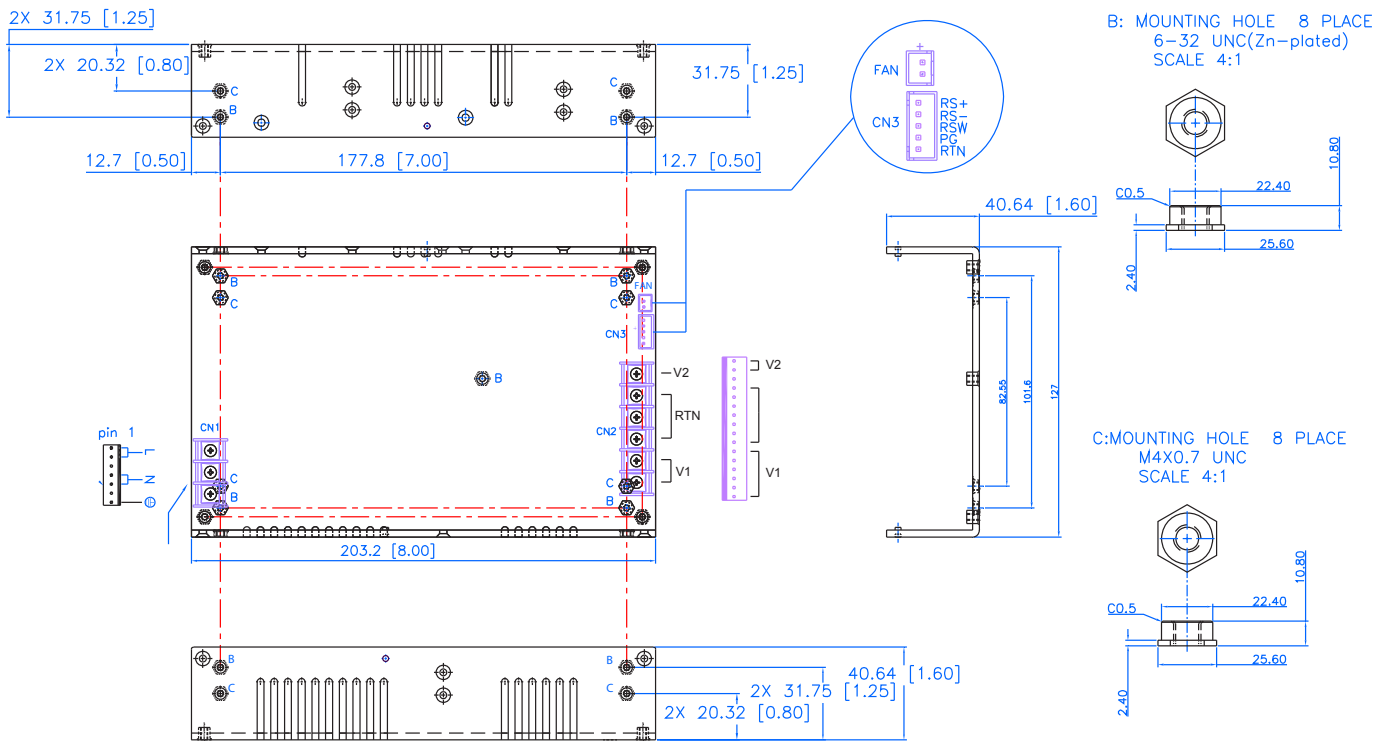 2X 31.75 [1.25]
2X 20.32 [0.80]
C
B
C
B
31.75 [1.25]
12.7 [0.50]
177.8 [7.00]
12.7 [0.50]
+
FAN
CN3
RS+
RS-
RSW
PG
RTN
B: MOUNTING HOLE 8 PLACE
6-32 UNC(Zn-plated)
SCALE 4:1
C0.5
22.40
10.80
2.40
25.60
40.64 [1.60]
B
C
B
C
FAN
CN3
B
V2
RTN
CN2
V1
V2
V1
CN1
pin 1
L
N
C
B
C
B
82.55
101.6
127
203.2 [8.00]
C:MOUNTING HOLE 8 PLACE
M4X0.7 UNC
SCALE 4:1
C0.5
22.40
10.80
2.40
25.60
B
C
B
C
40.64 [1.60]
2X 31.75 [1.25]
2X 20.32 [0.80]